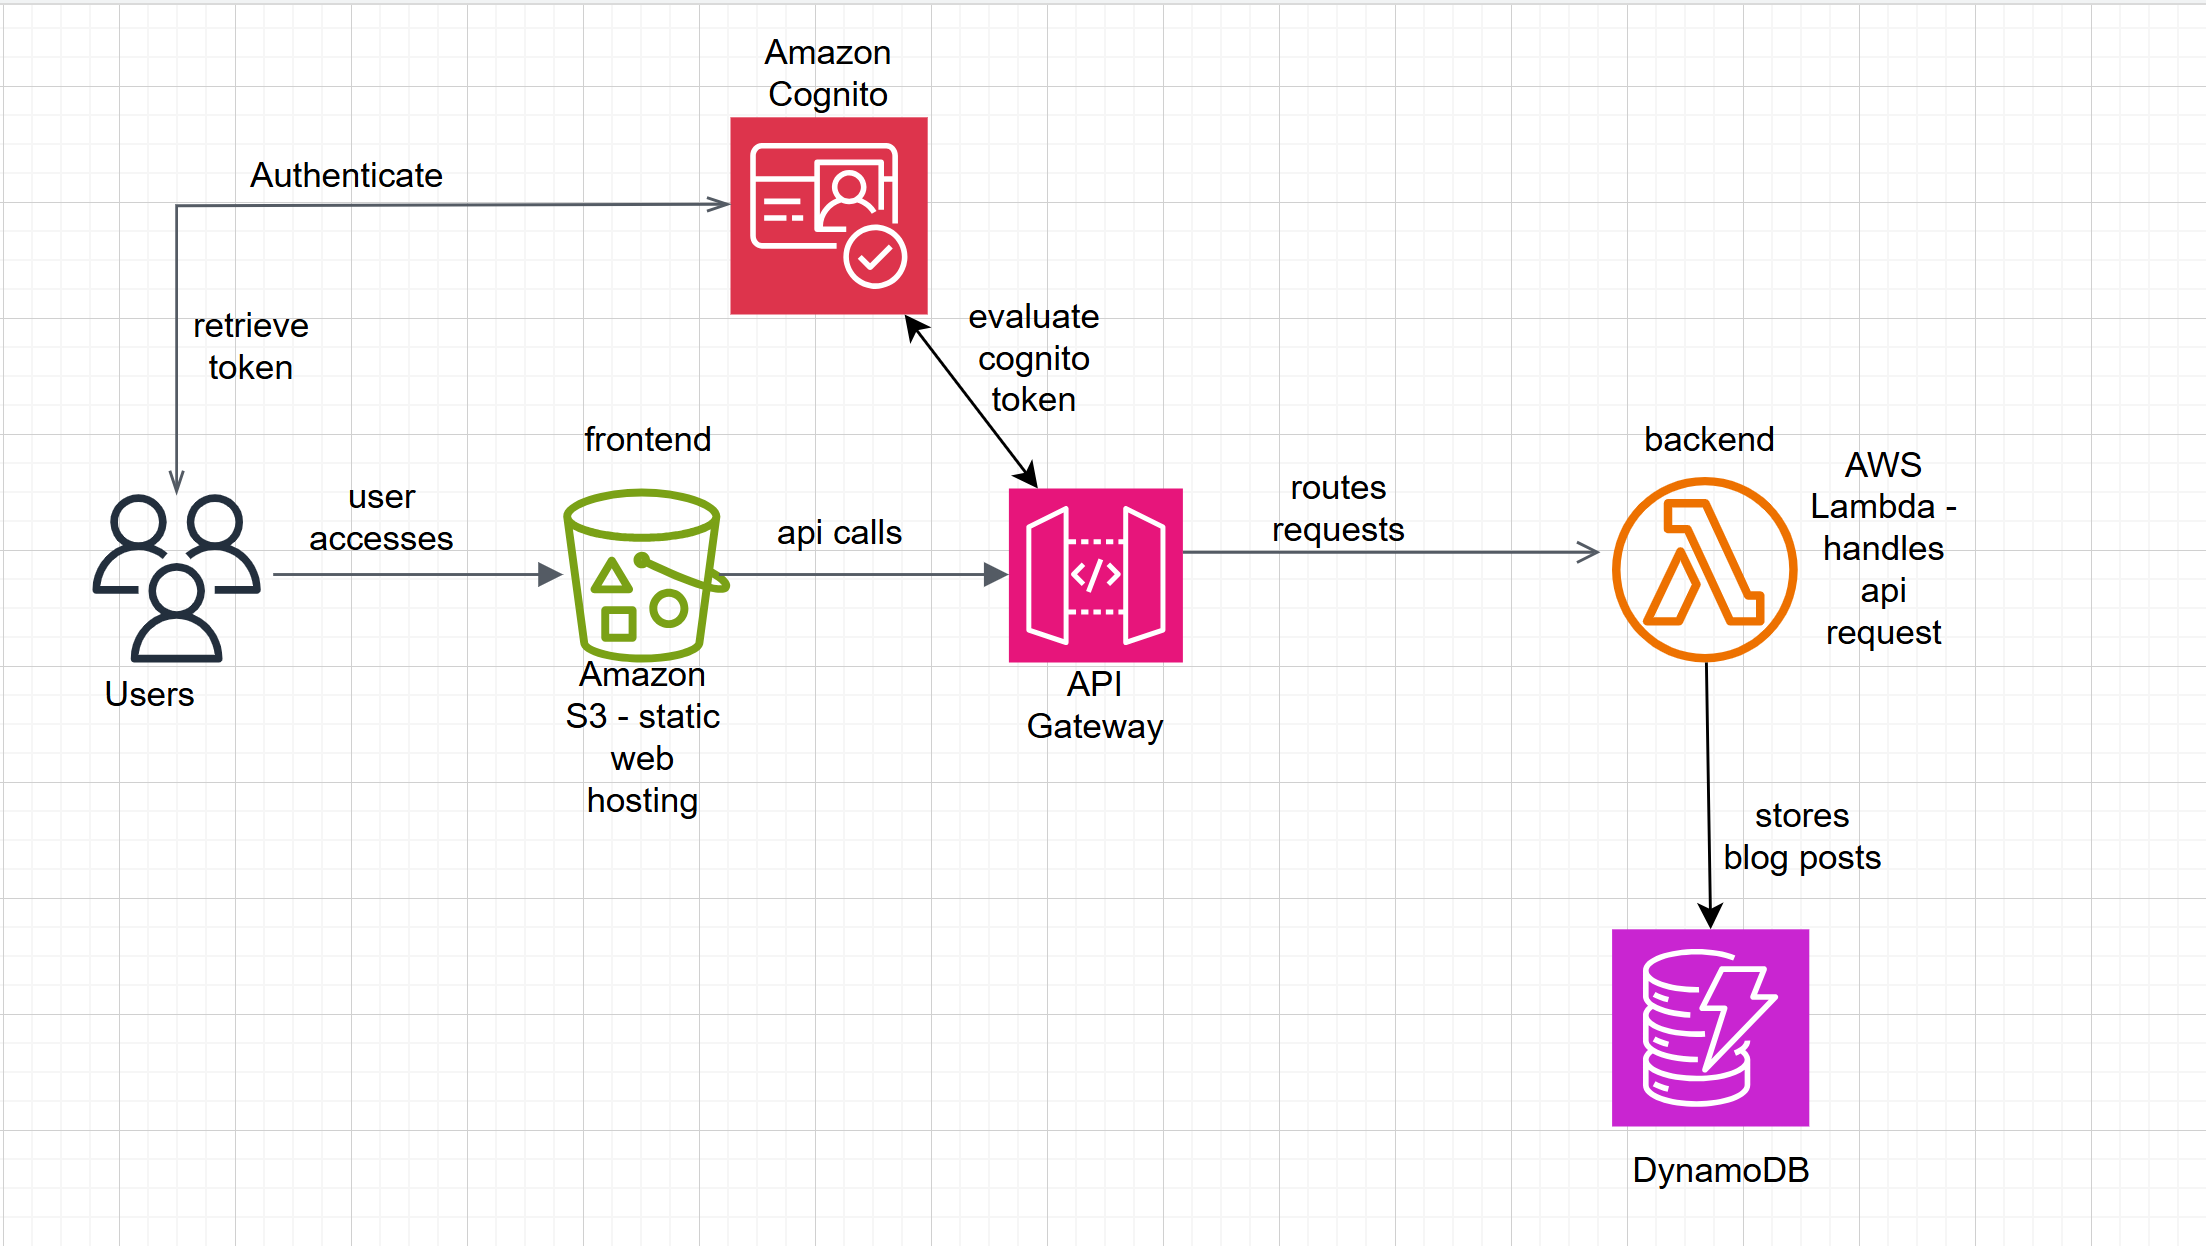 Amazon
Cognito
Authenticate
retrieve
token
evaluate
cognito
token
frontend
backend
user
accesses
api calls
routes
requests
AWS
Lambda -
handles
api
request
Users
Amazon
S3 - static
web
hosting
API
Gateway
stores
blog posts
DynamoDB